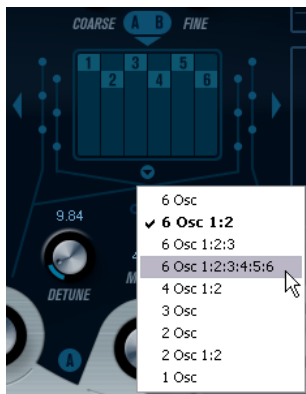 COARSE A B FINE
1 3 5
2 4 6
9.84
DETUNE
A
6 Osc
6 Osc 1:2
6 Osc 1:2:3
6 Osc 1:2:3:4:5:6
4 Osc 1:2
3 Osc
2 Osc
2 Osc 1:2
1 Osc